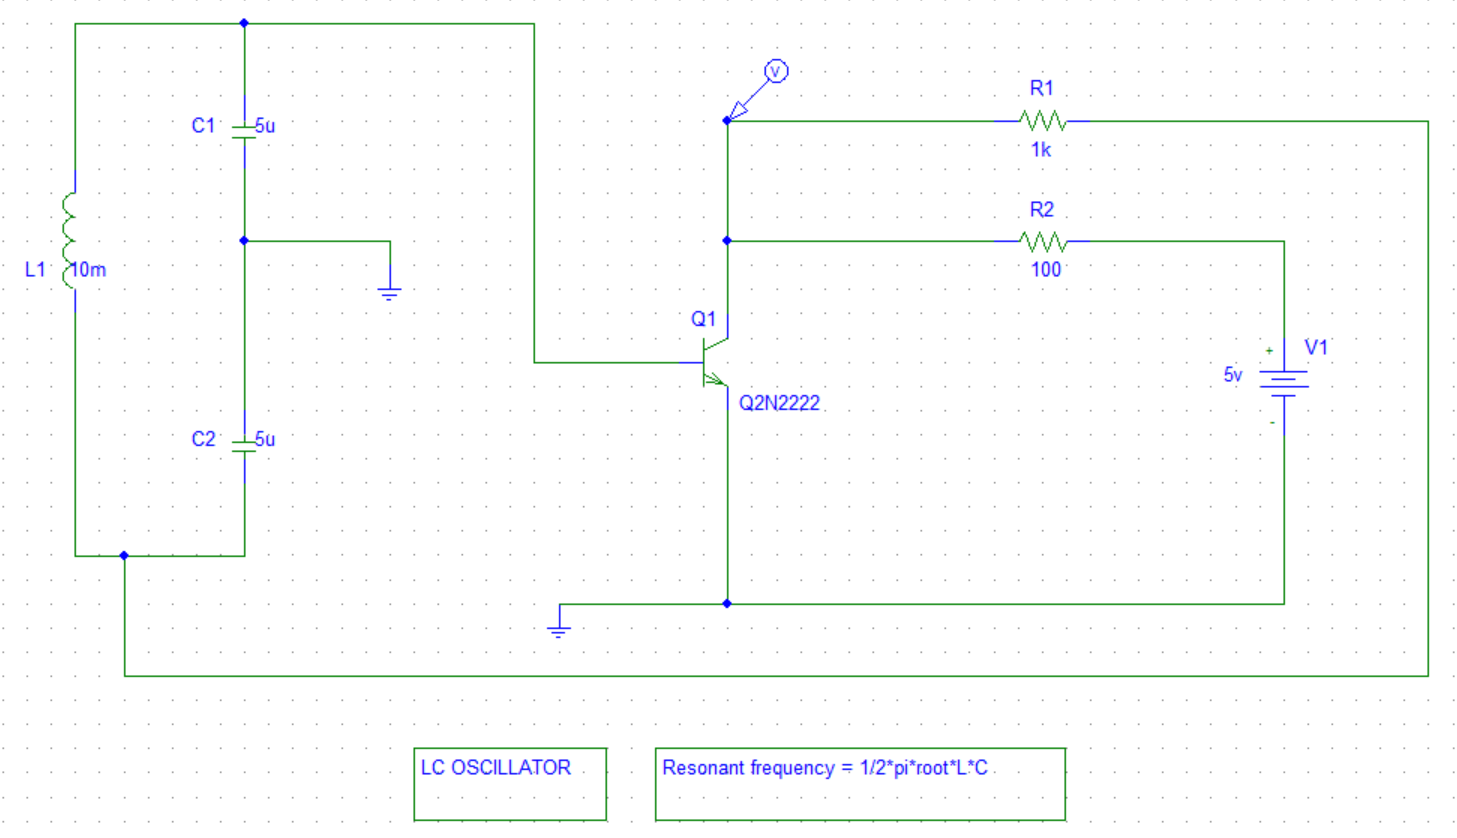 V
R1
C1
5u
1k
R2
L1
10m
100
Q1
V1
+
5v
Q2N2222
-
C2
5u
LC OSCILLATOR
Resonant frequency = 1/2*pi*root*L*C